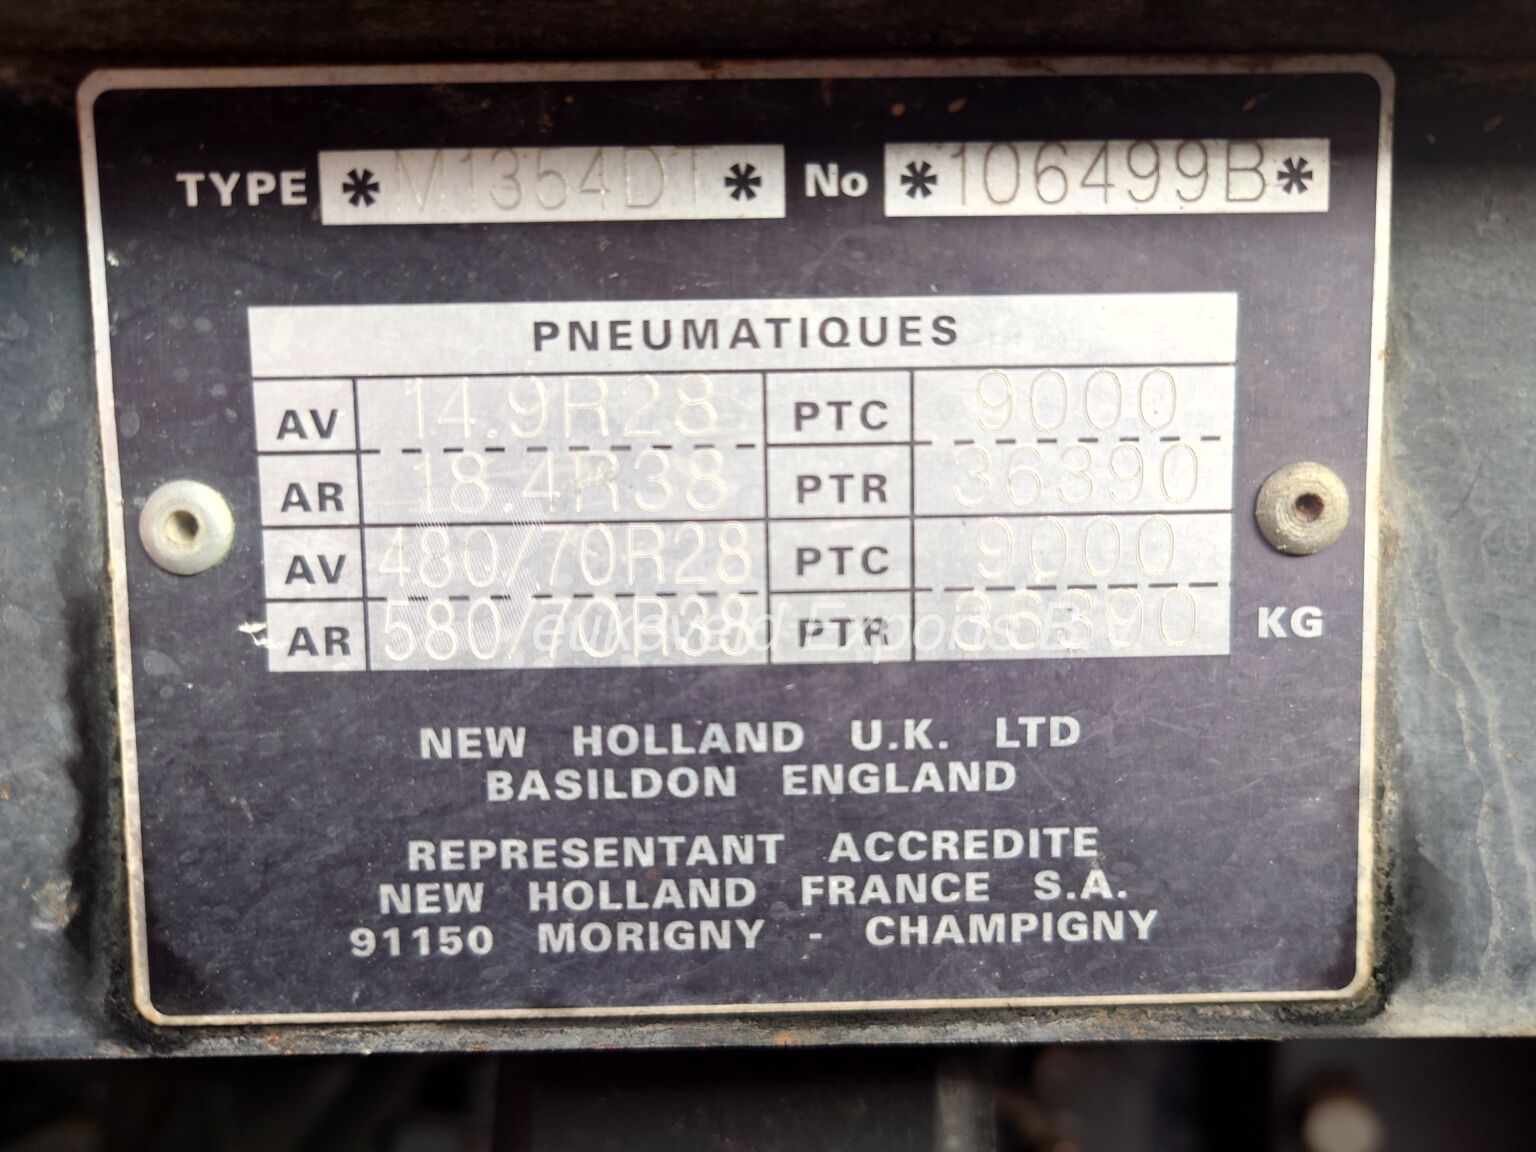 TYPE *M1354DT* No *106499B*
PNEUMATIQUES
AV 14.9R28 PTC 9000
AR 18.4R38 PTR 36390
AV 480/70R28 PTC 9000
AR 580/70R38 PTR 36390 KG
NEW HOLLAND U.K. LTD
BASILDON ENGLAND
REPRESENTANT ACCREDITE
NEW HOLLAND FRANCE S.A.
91150 MORIGNY - CHAMPIGNY